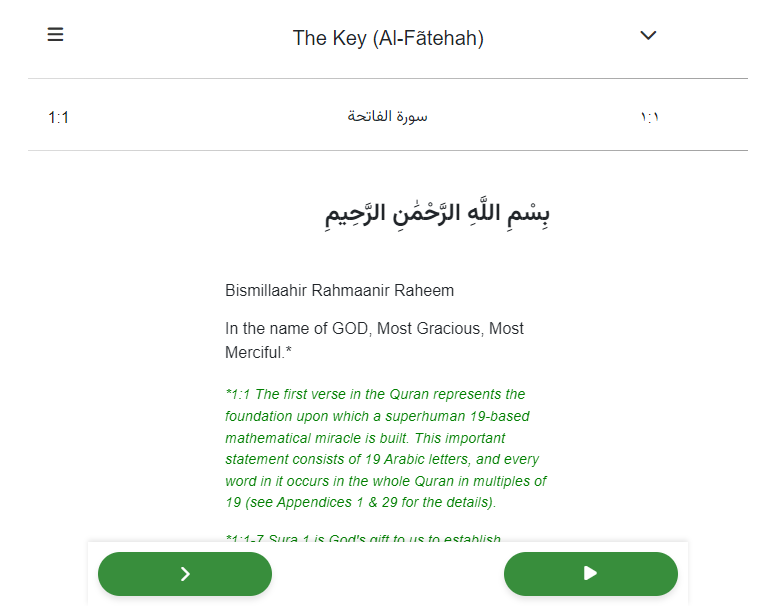 The Key (Al-Fãtehah)
1:1 سورة الفاتحة ١:١
بِسْمِ اللَّهِ الرَّحْمَٰنِ الرَّحِيمِ
Bismillaahir Rahmaanir Raheem
In the name of GOD, Most Gracious, Most
Merciful.*
*1:1 The first verse in the Quran represents the
foundation upon which a superhuman 19-based
mathematical miracle is built. This important
statement consists of 19 Arabic letters, and every
word in it occurs in the whole Quran in multiples of
19 (see Appendices 1 & 29 for the details).
*1:1-7 Sura 1 is God's gift to us to establish